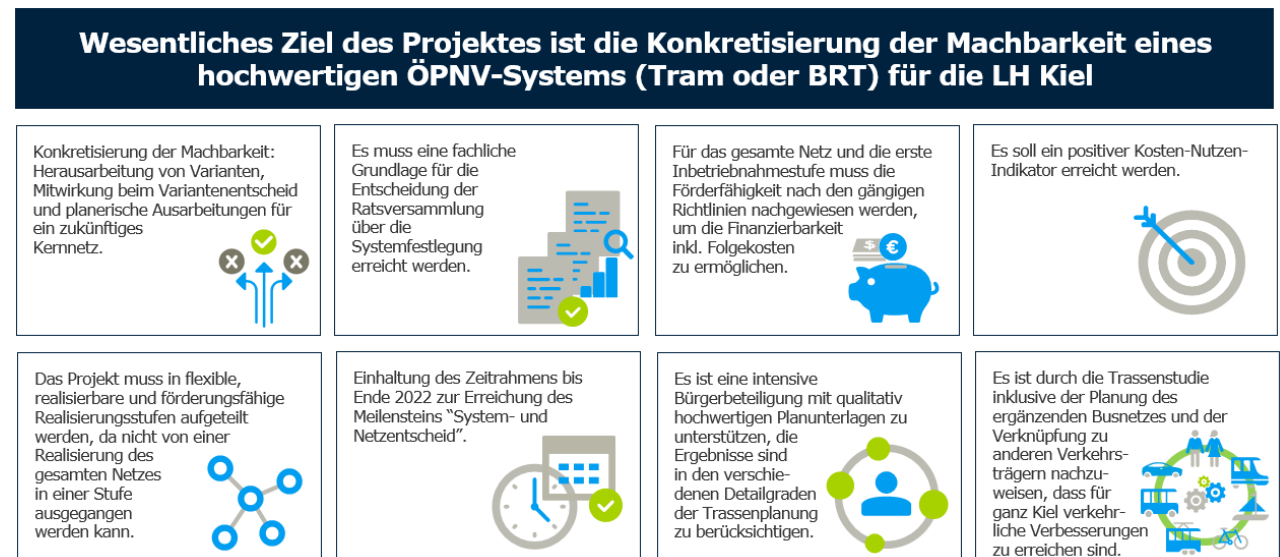 Wesentliches Ziel des Projektes ist die Konkretisierung der Machbarkeit eines
hochwertigen ÖPNV-Systems (Tram oder BRT) für die LH Kiel
Konkretisierung der Machbarkeit:
Herausarbeitung von Varianten,
Mitwirkung beim Variantenentscheid
und planerische Ausarbeitungen für
ein zukünftiges
Kernnetz.
Es muss eine fachliche
Grundlage für die
Entscheidung der
Ratsversammlung
über die
Systemfestlegung
erreicht werden.
Für das gesamte Netz und die erste
Inbetriebnahmestufe muss die
Förderfähigkeit nach den gängigen
Richtlinien nachgewiesen werden,
um die Finanzierbarkeit
inkl. Folgekosten
zu ermöglichen.
$ €
Es soll ein positiver Kosten-Nutzen-
Indikator erreicht werden.
Das Projekt muss in flexible,
realisierbare und förderungsfähige
Realisierungsstufen aufgeteilt
werden, da nicht von einer
Realisierung des
gesamten Netzes
in einer Stufe
ausgegangen
werden kann.
Einhaltung des Zeitrahmens bis
Ende 2022 zur Erreichung des
Meilensteins “System- und
Netzentscheid”.
Es ist eine intensive
Bürgerbeteiligung mit qualitativ
hochwertigen Planunterlagen zu
unterstützen, die
Ergebnisse sind
in den verschie-
denen Detailgraden
der Trassenplanung
zu berücksichtigen.
Es ist durch die Trassenstudie
inklusive der Planung des
ergänzenden Busnetzes und der
Verknüpfung zu
anderen Verkehrs-
trägern nachzu-
weisen, dass für
ganz Kiel verkehr-
liche Verbesserungen
zu erreichen sind.